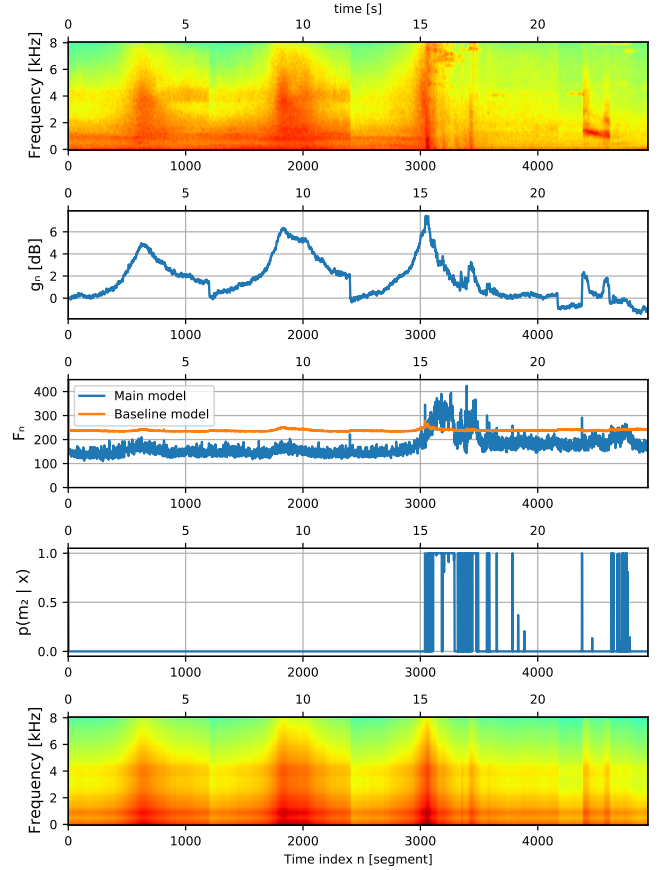 time [s]
0 5 10 15 20
8
6
4
2
0
Frequency [kHz]
0 1000 2000 3000 4000
0 5 10 15 20
6
4
2
0
gₙ [dB]
0 1000 2000 3000 4000
0 5 10 15 20
400
300
200
100
0
Fₙ
Main model
Baseline model
0 1000 2000 3000 4000
0 5 10 15 20
1.0
0.5
0.0
p(m₂ | x)
0 1000 2000 3000 4000
0 5 10 15 20
8
6
4
2
0
Frequency [kHz]
0 1000 2000 3000 4000
Time index n [segment]